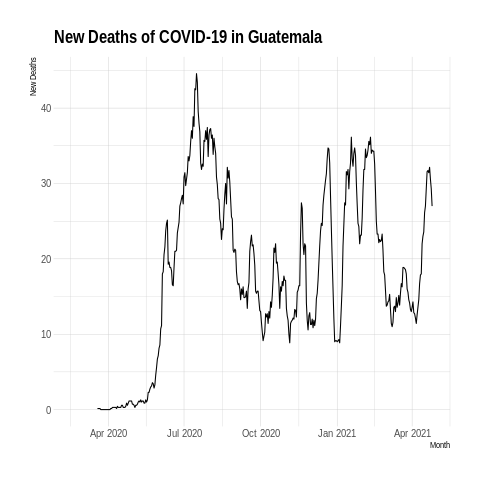 New Deaths of COVID-19 in Guatemala
New Deaths
40
30
20
10
0
Apr 2020 Jul 2020 Oct 2020 Jan 2021 Apr 2021
Month